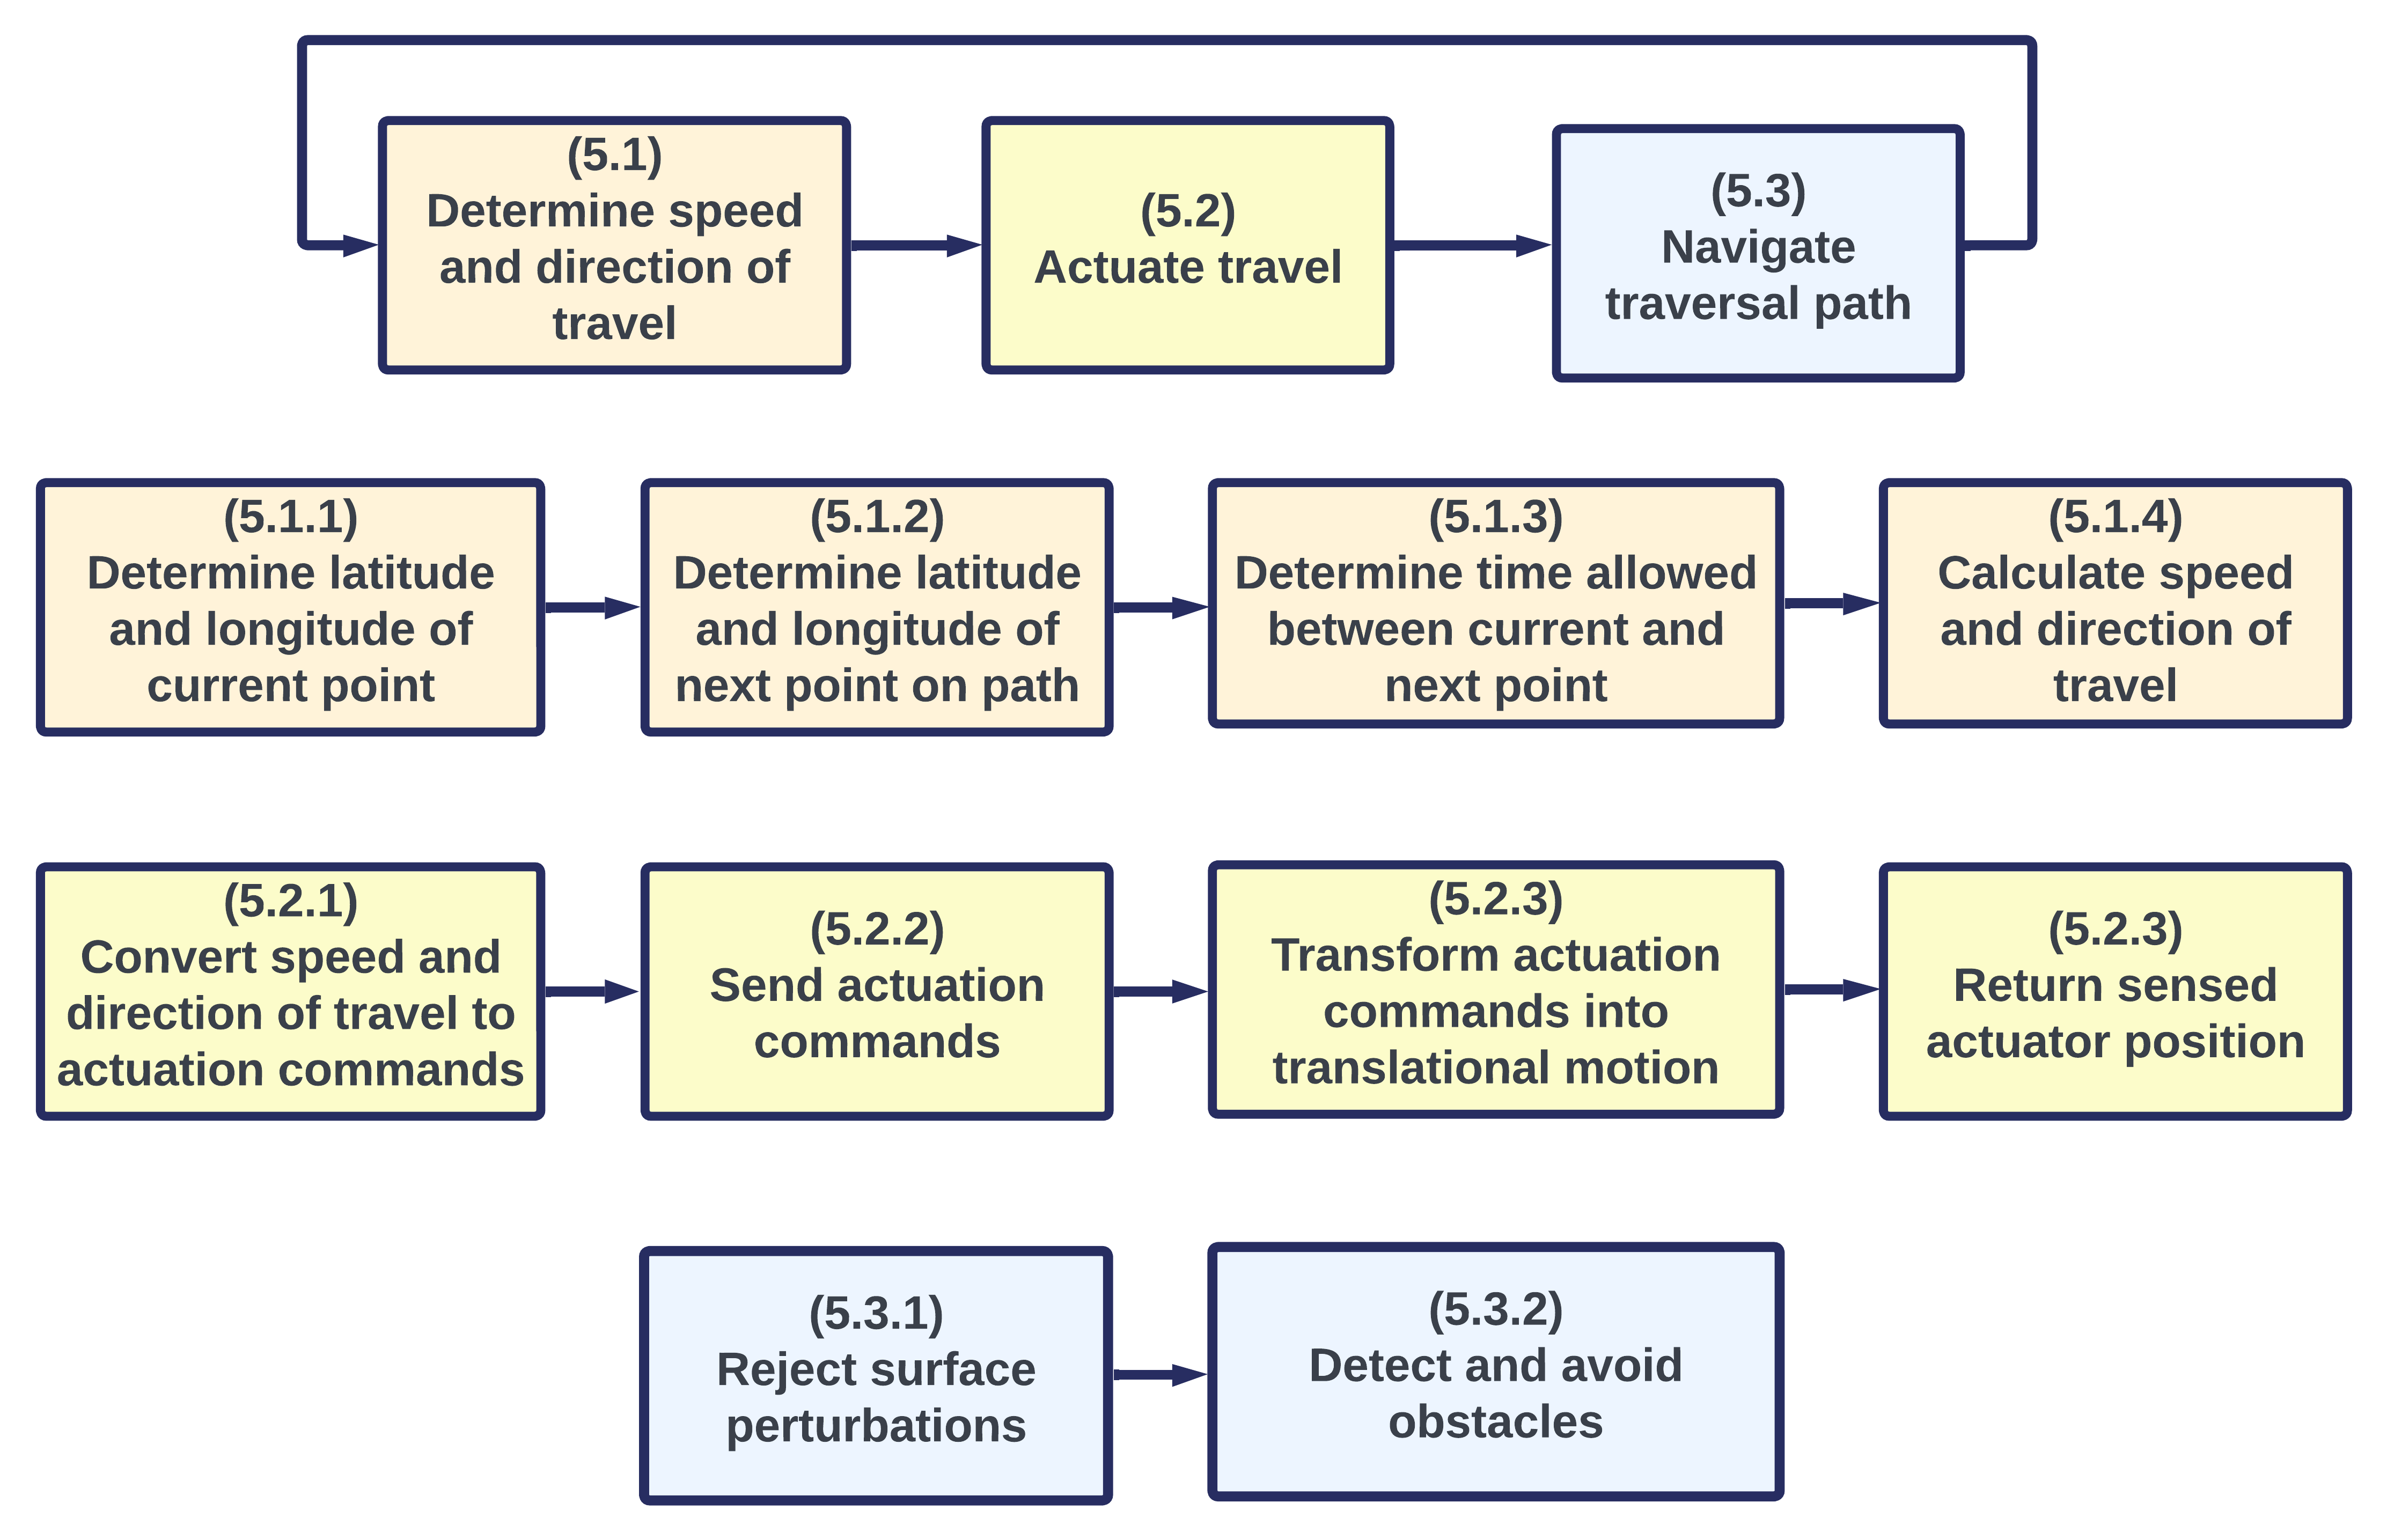 (5.1)
Determine speed
and direction of
travel
(5.2)
Actuate travel
(5.3)
Navigate
traversal path
(5.1.1)
Determine latitude
and longitude of
current point
(5.1.2)
Determine latitude
and longitude of
next point on path
(5.1.3)
Determine time allowed
between current and
next point
(5.1.4)
Calculate speed
and direction of
travel
(5.2.1)
Convert speed and
direction of travel to
actuation commands
(5.2.2)
Send actuation
commands
(5.2.3)
Transform actuation
commands into
translational motion
(5.2.3)
Return sensed
actuator position
(5.3.1)
Reject surface
perturbations
(5.3.2)
Detect and avoid
obstacles